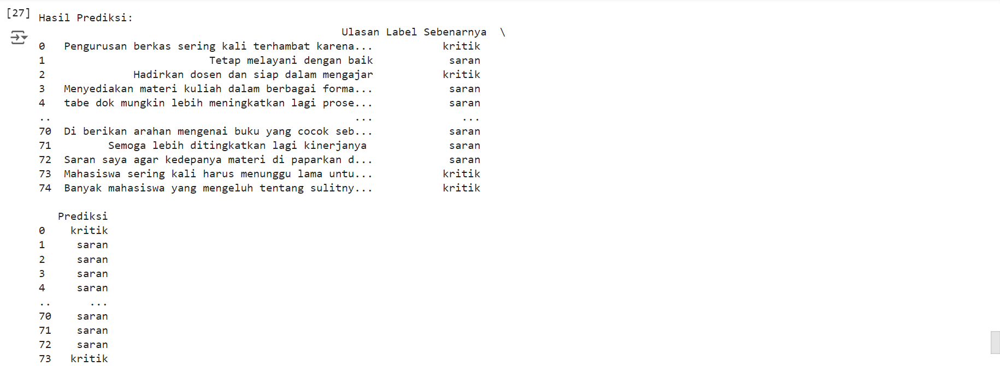 [27] Hasil Prediksi:
Ulasan Label Sebenarnya \
0 Pengurusan berkas sering kali terhambat karena... kritik
1 Tetap melayani dengan baik saran
2 Hadirkan dosen dan siap dalam mengajar kritik
3 Menyediakan materi kuliah dalam berbagai forma... saran
4 tabe dok mungkin lebih meningkatkan lagi prose... saran
.. ... ...
70 Di berikan arahan mengenai buku yang cocok seb... saran
71 Semoga lebih ditingkatkan lagi kinerjanya saran
72 Saran saya agar kedepanya materi di paparkan d... saran
73 Mahasiswa sering kali harus menunggu lama untu... kritik
74 Banyak mahasiswa yang mengeluh tentang sulitny... kritik
Prediksi
0 kritik
1 saran
2 saran
3 saran
4 saran
.. ...
70 saran
71 saran
72 saran
73 kritik